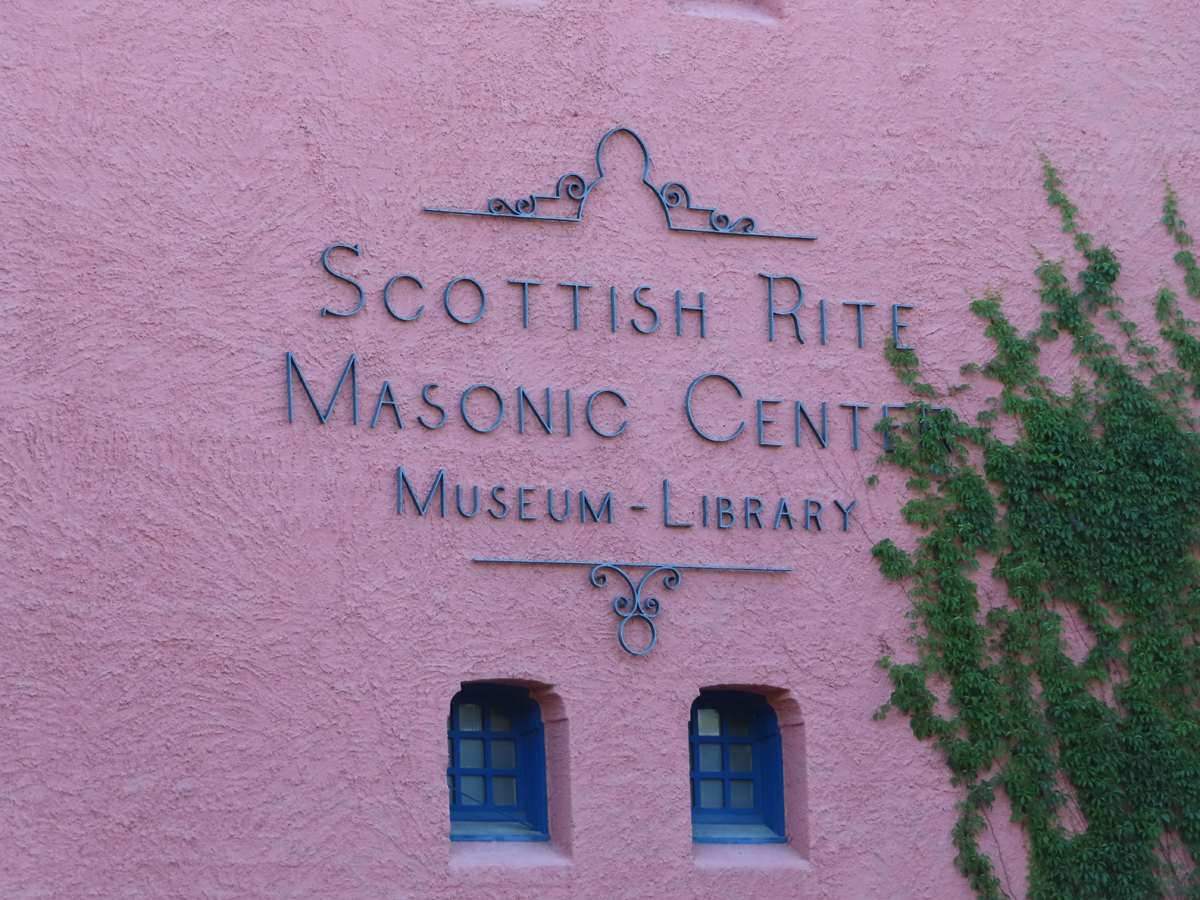 SCOTTISH RITE
MASONIC CENTER
MUSEUM - LIBRARY